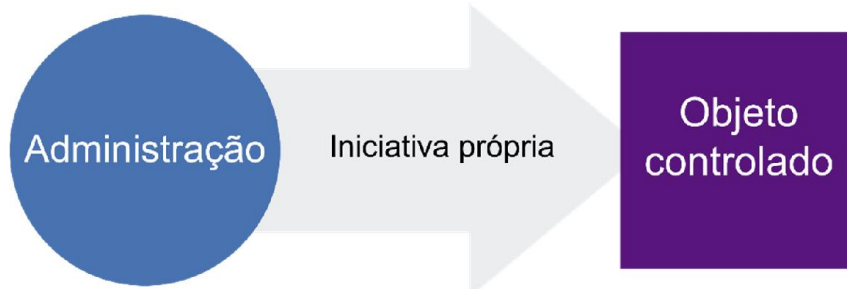 Administração
Iniciativa própria
Objeto
controlado